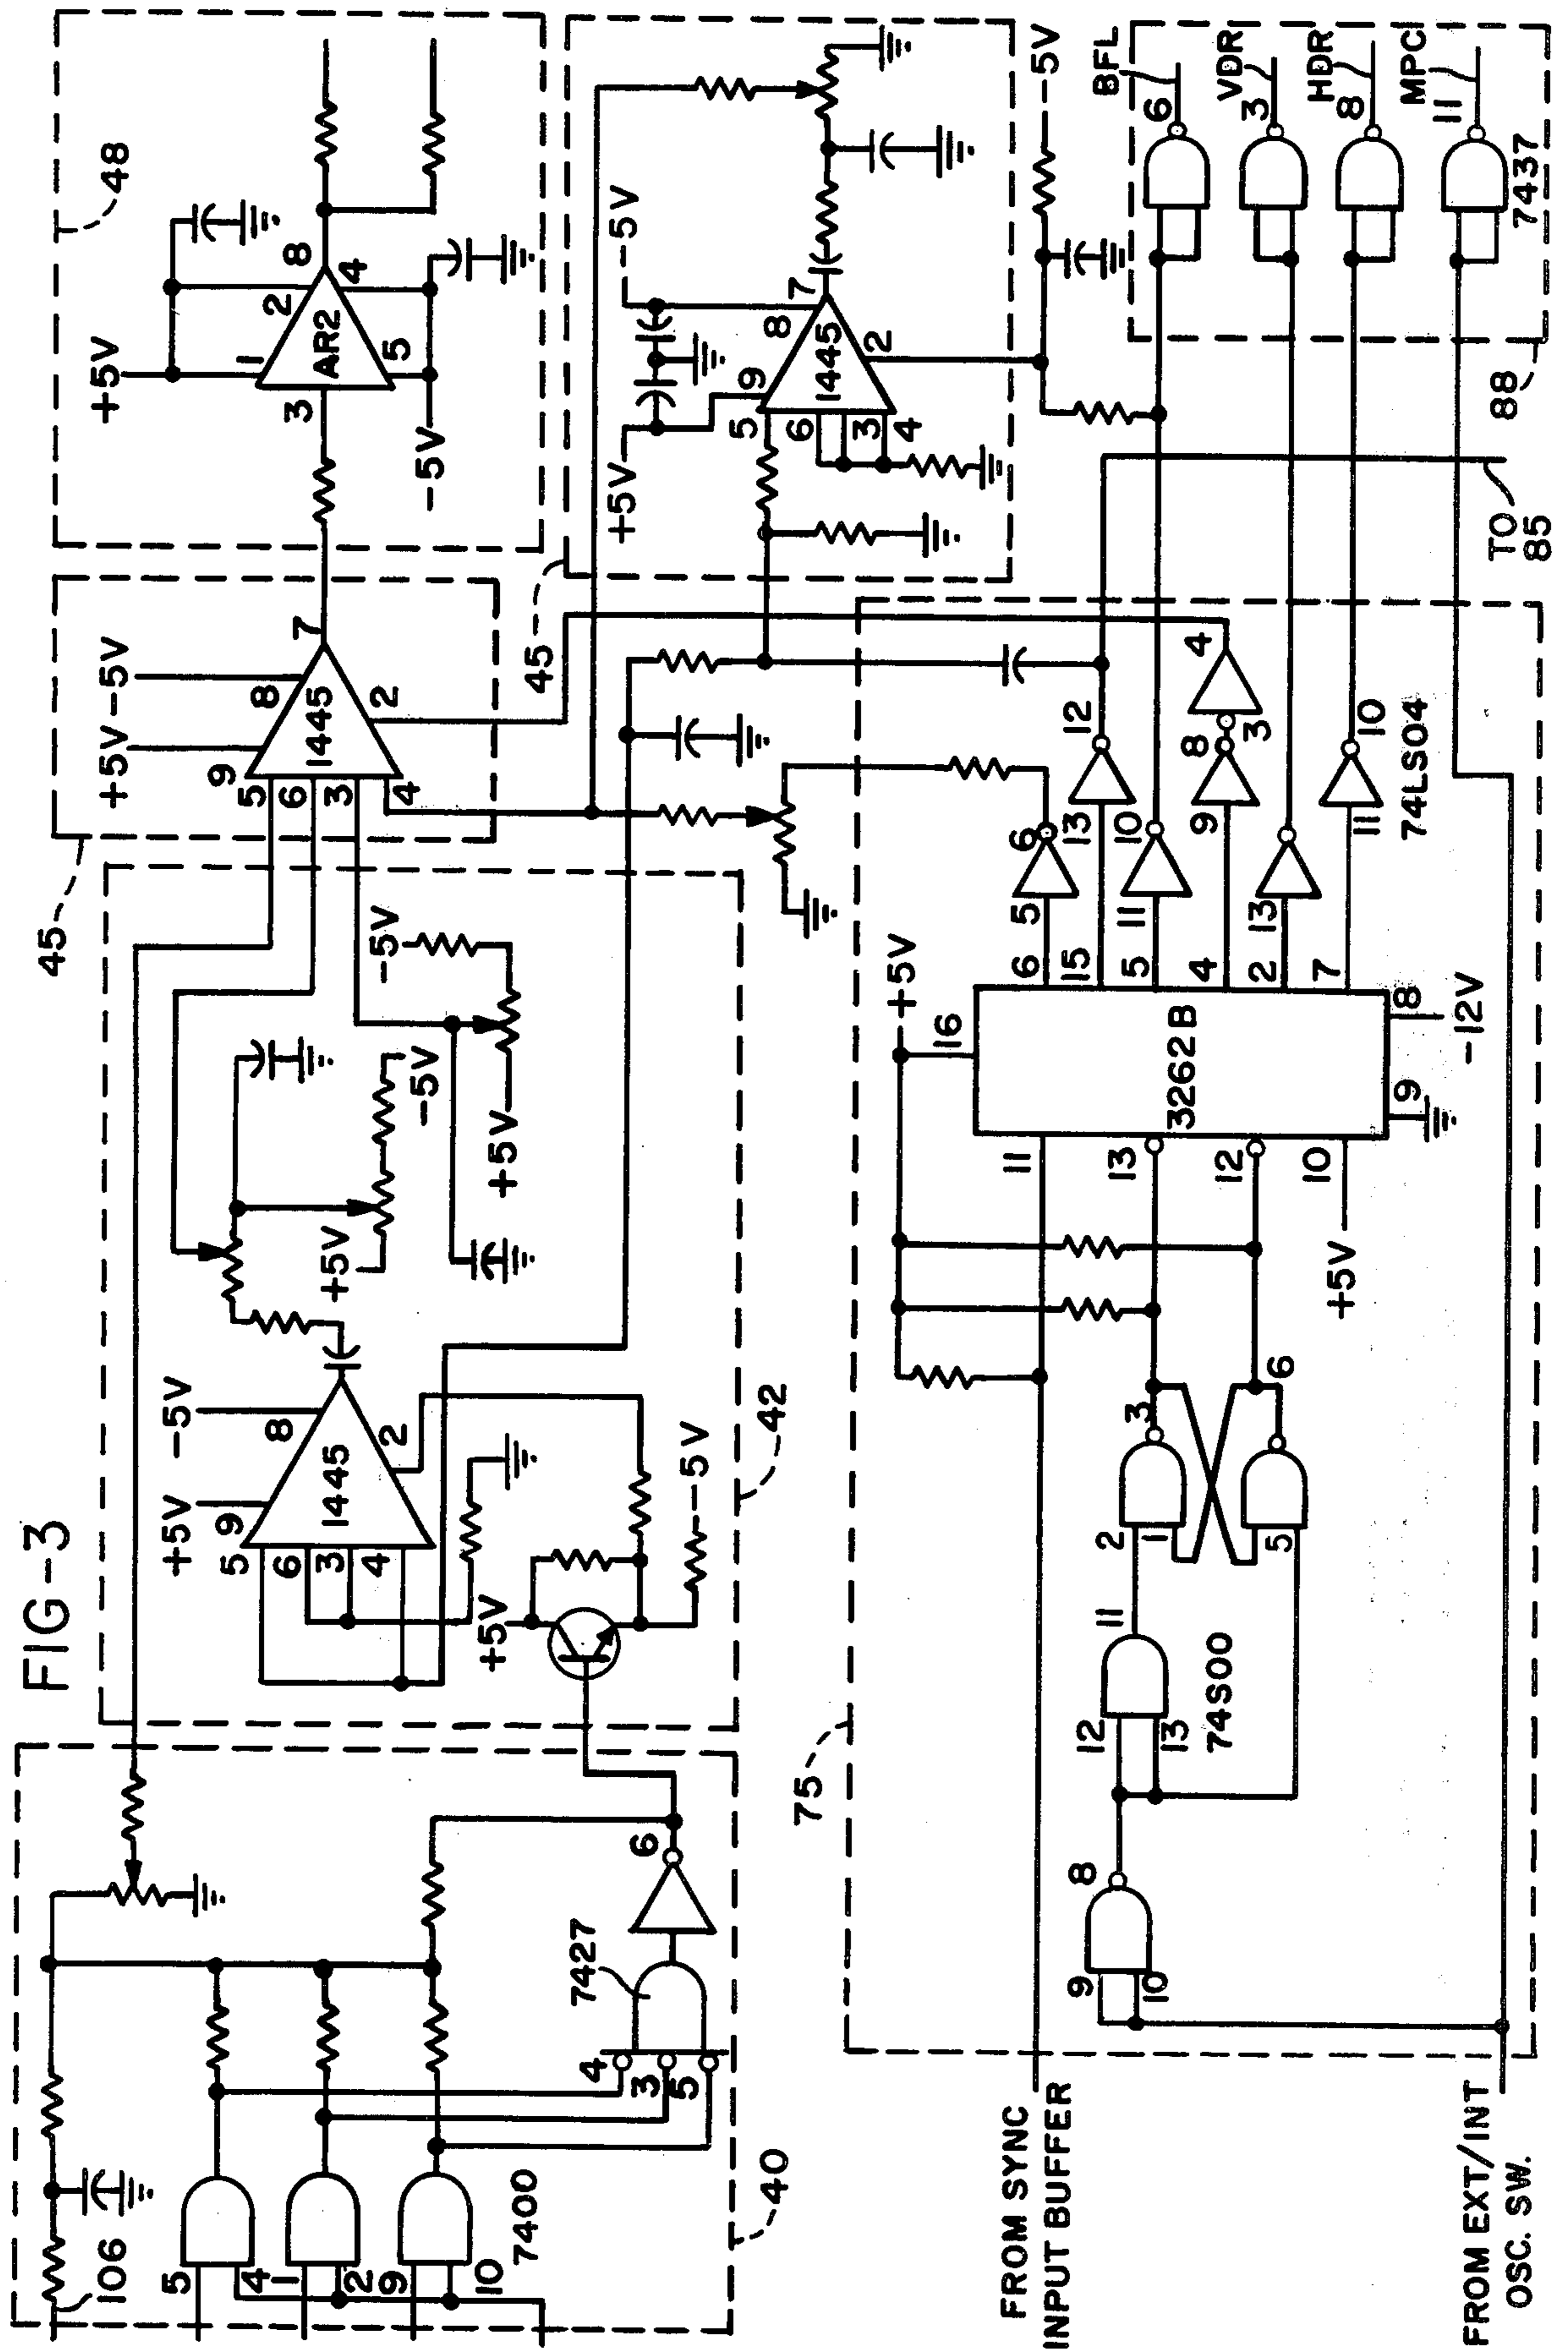 FIG-3
106
5
4
1
2
9
10
7400
40
4
3
5
7427
6
+5V
-5V
9
8
5
6
3
4
1445
2
+5V
-5V
42
+5V
-5V
+5V
-5V
45
+5V
-5V
9
8
5
6
3
4
1445
2
7
48
+5V
1
2
3
AR2
8
4
5
-5V
45
+5V
-5V
9
8
5
6
3
4
1445
7
2
-5V
75
FROM SYNC
INPUT BUFFER
FROM EXT/INT
OSC. SW.
9
10
8
12
13
11
74S00
2
1
3
5
6
+5V
16
11
13
12
10
+5V
3262B
9
8
-12V
6
15
5
4
2
7
5
6
13
12
11
10
9
8
3
4
13
11
10
74LS04
TO
85
88
BFL
6
VDR
3
HDR
8
MPC
11
7437